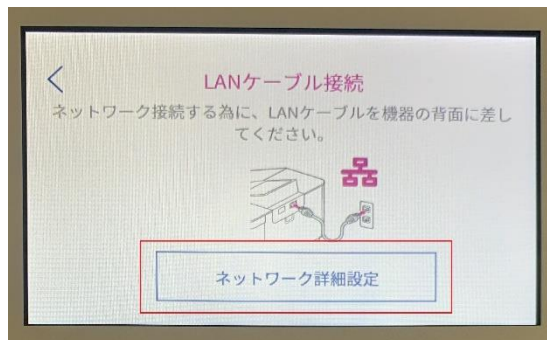 LANケーブル接続
ネットワーク接続する為に、LANケーブルを機器の背面に差し
てください。
ネットワーク詳細設定